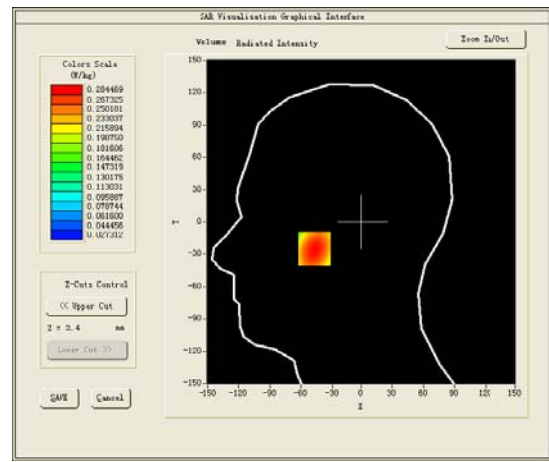 SAR Visualisation Graphical Interface
Volume Radiated Intensity
Zoom In/Out
Colors Scale
(W/kg)
0.284469
0.267325
0.250181
0.233037
0.215894
0.198750
0.181606
0.164462
0.147319
0.130175
0.113031
0.095887
0.078744
0.061600
0.044456
0.027312
Z-Cuts Control
<< Upper Cut
mm
Lower Cut >>
SAVE
Cancel
150
120
90
60
30
0
-30
-60
-90
-120
-150
Y
-150 -120 -90 -60 -30 0 30 60 90 120 150
X